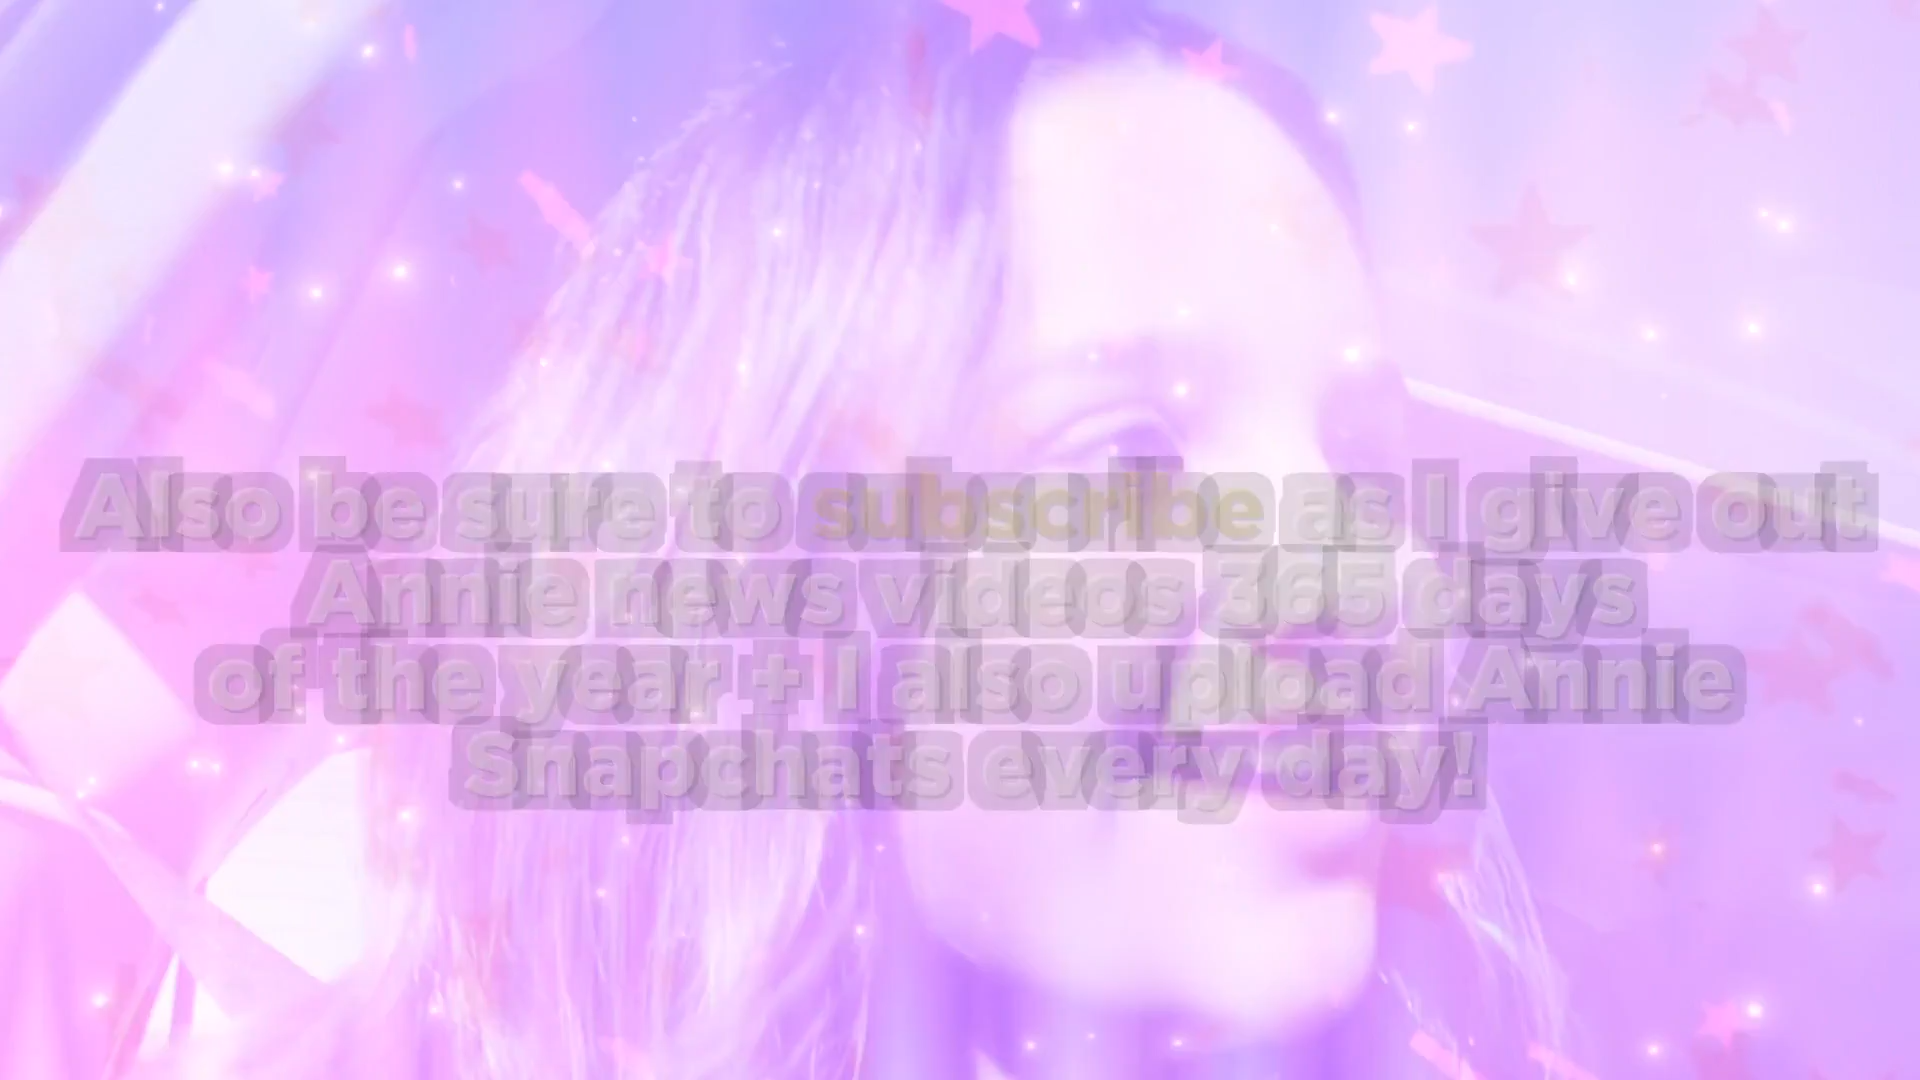 Also be sure to subscribe as I give out
Annie news videos 365 days
of the year + I also upload Annie
Snapchats every day!